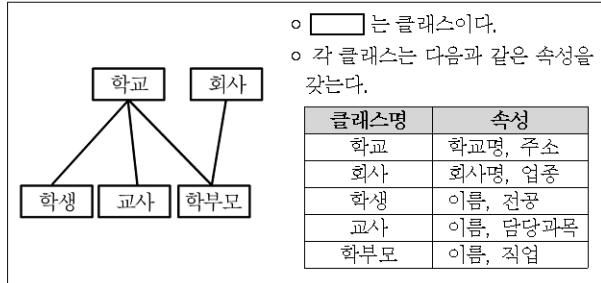 학교 회사
학생 교사 학부모
○ 는 클래스이다.
○ 각 클래스는 다음과 같은 속성을
갖는다.
클래스명 속성
학교 학교명, 주소
회사 회사명, 업종
학생 이름, 전공
교사 이름, 담당과목
학부모 이름, 직업